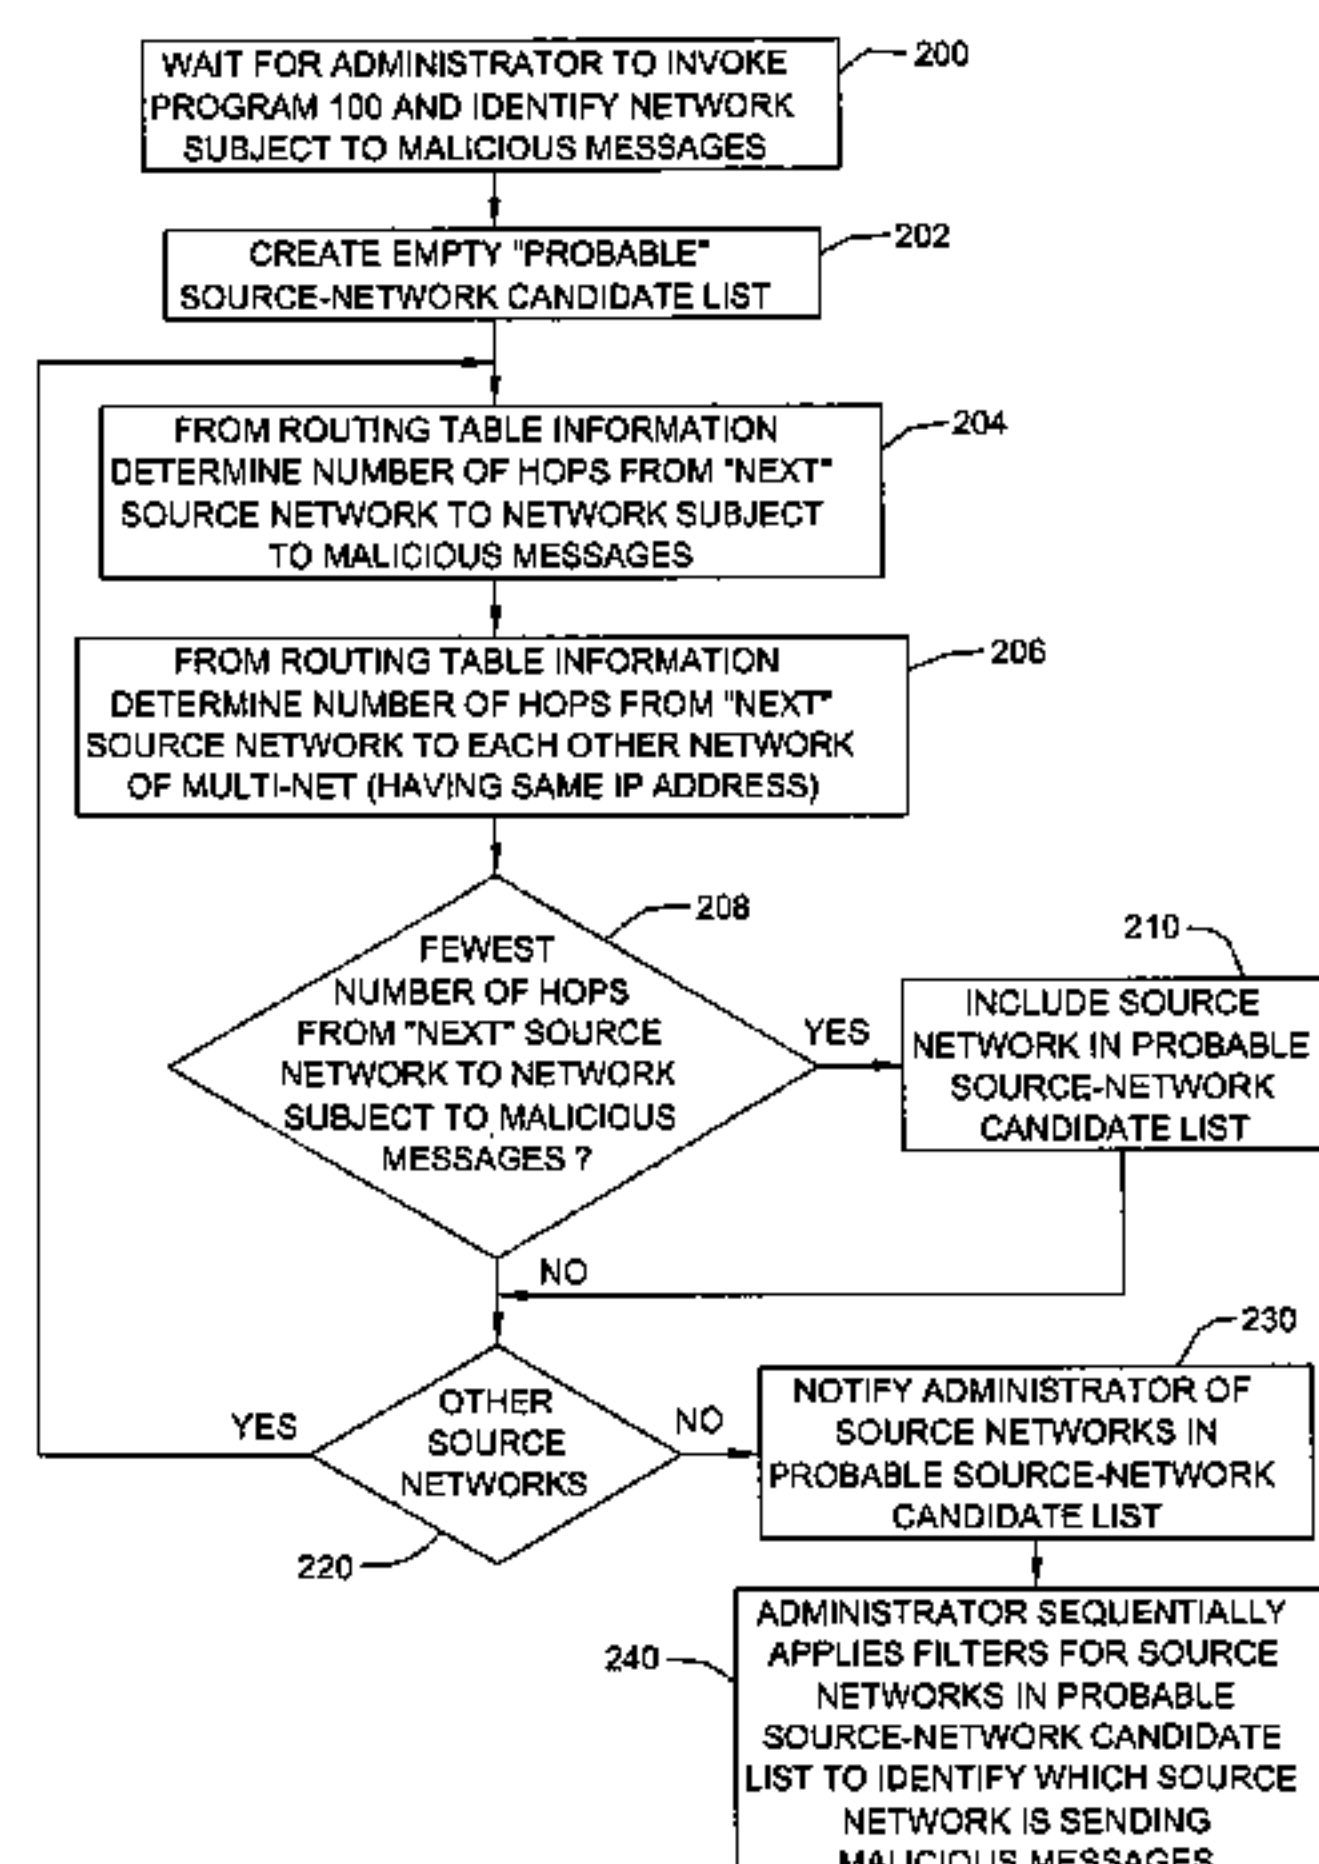 WAIT FOR ADMINISTRATOR TO INVOKE
PROGRAM 100 AND IDENTIFY NETWORK
SUBJECT TO MALICIOUS MESSAGES
200
CREATE EMPTY "PROBABLE"
SOURCE-NETWORK CANDIDATE LIST
202
FROM ROUTING TABLE INFORMATION
DETERMINE NUMBER OF HOPS FROM "NEXT"
SOURCE NETWORK TO NETWORK SUBJECT
TO MALICIOUS MESSAGES
204
FROM ROUTING TABLE INFORMATION
DETERMINE NUMBER OF HOPS FROM "NEXT"
SOURCE NETWORK TO EACH OTHER NETWORK
OF MULTI-NET (HAVING SAME IP ADDRESS)
206
FEWEST
NUMBER OF HOPS
FROM "NEXT" SOURCE
NETWORK TO NETWORK
SUBJECT TO MALICIOUS
MESSAGES ?
208
YES
210
INCLUDE SOURCE
NETWORK IN PROBABLE
SOURCE-NETWORK
CANDIDATE LIST
NO
OTHER
SOURCE
NETWORKS
220
YES
NO
230
NOTIFY ADMINISTRATOR OF
SOURCE NETWORKS IN
PROBABLE SOURCE-NETWORK
CANDIDATE LIST
240
ADMINISTRATOR SEQUENTIALLY
APPLIES FILTERS FOR SOURCE
NETWORKS IN PROBABLE
SOURCE-NETWORK CANDIDATE
LIST TO IDENTIFY WHICH SOURCE
NETWORK IS SENDING
MALICIOUS MESSAGES